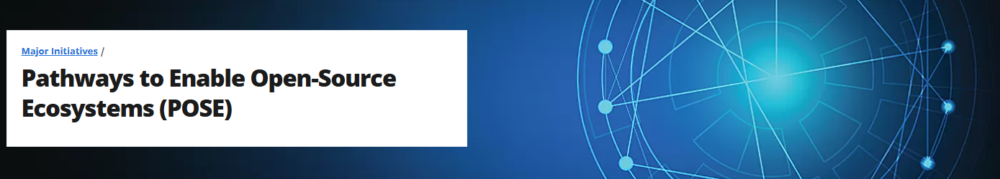 Major Initiatives /
Pathways to Enable Open-Source
Ecosystems (POSE)